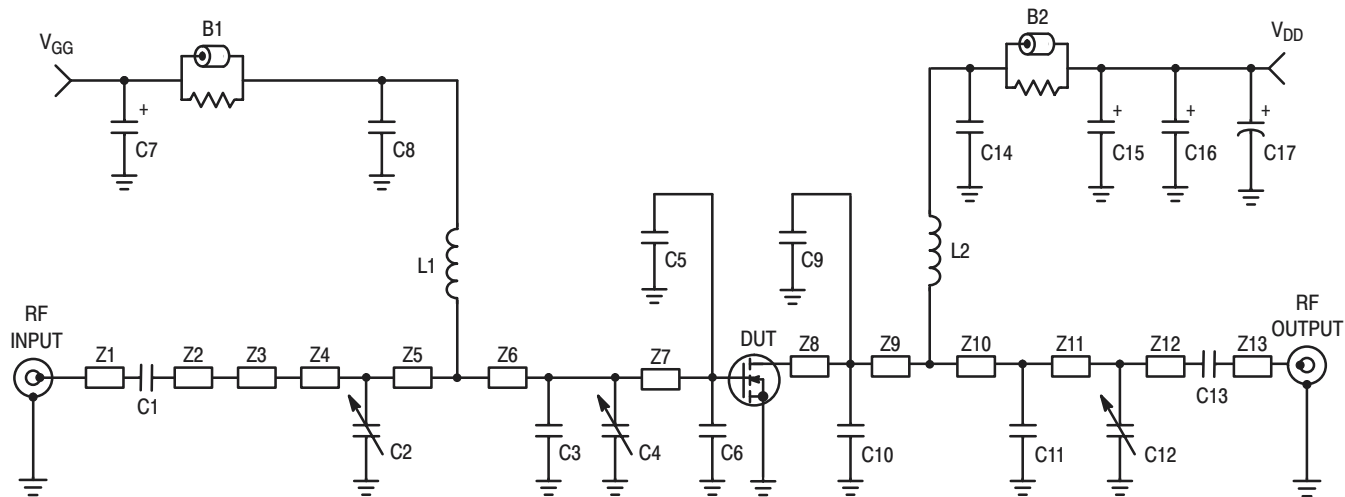 B1
B2
V_GG
V_DD
+
+
+
+
C7
C8
C14
C15
C16
C17
C5
C9
L1
L2
RF
INPUT
RF
OUTPUT
DUT
Z1
Z2
Z3
Z4
Z5
Z6
Z7
Z8
Z9
Z10
Z11
Z12
Z13
C1
C13
C2
C3
C4
C6
C10
C11
C12